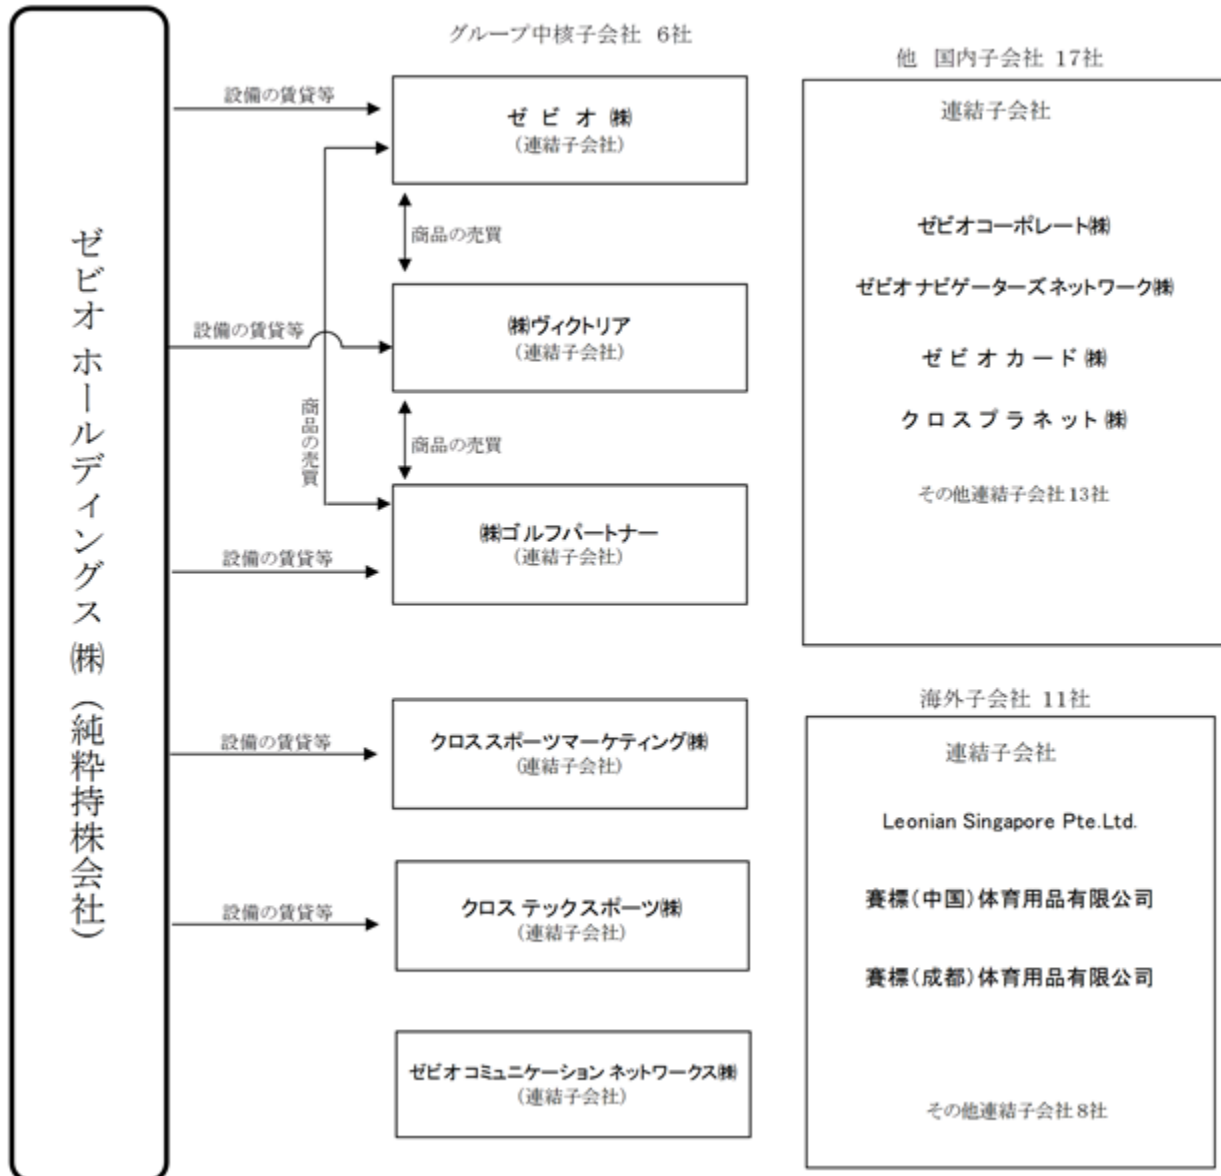 ゼビオ ホールディングス ㈱ (純粋持株会社)
グループ中核子会社 6社
設備の賃貸等
ゼビオ ㈱
(連結子会社)
商品の売買
設備の賃貸等
㈱ヴィクトリア
(連結子会社)
商品の売買
商品の売買
㈱ゴルフパートナー
(連結子会社)
設備の賃貸等
設備の賃貸等
クロススポーツマーケティング㈱
(連結子会社)
設備の賃貸等
クロス テックスポーツ㈱
(連結子会社)
ゼビオコミュニケーション ネットワークス㈱
(連結子会社)
他 国内子会社 17社
連結子会社
ゼビオコーポレート㈱
ゼビオナビゲーターズネットワーク㈱
ゼビオカード ㈱
クロスプラネット ㈱
その他連結子会社13社
海外子会社 11社
連結子会社
Leonian Singapore Pte.Ltd.
賽標(中国)体育用品有限公司
賽標(成都)体育用品有限公司
その他連結子会社8社